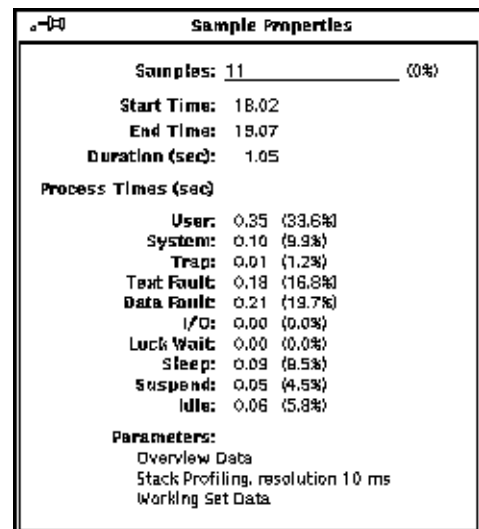 Sample Properties
Samples: 11 (0%)
Start Time: 18.02
End Time: 19.07
Duration (sec): 1.05
Process Times (sec)
User: 0.35 (33.6%)
System: 0.10 (9.9%)
Trap: 0.01 (1.2%)
Text Fault: 0.18 (16.8%)
Data Fault: 0.21 (19.7%)
I/O: 0.00 (0.0%)
Lock Wait: 0.00 (0.0%)
Sleep: 0.09 (8.5%)
Suspend: 0.05 (4.5%)
Idle: 0.06 (5.8%)
Parameters:
Overview Data
Stack Profiling, resolution 10 ms
Working Set Data